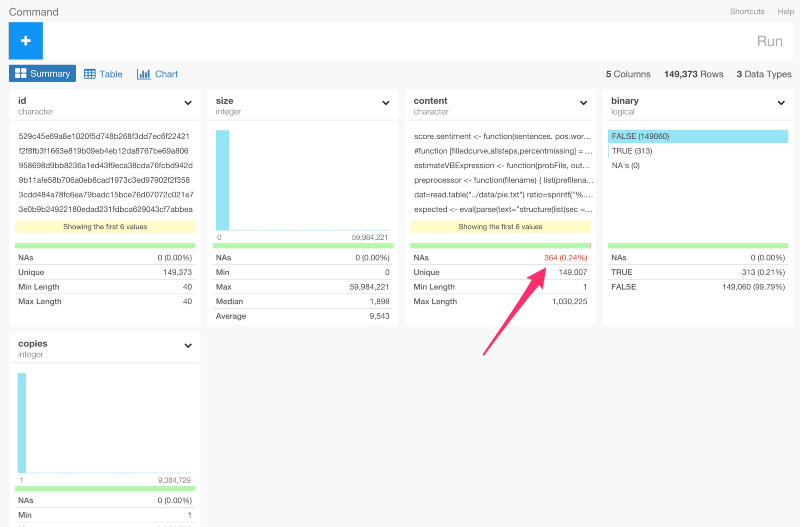 Command
Shortcuts Help
+
Run
Summary Table Chart
5 Columns 149,373 Rows 3 Data Types
id
character
529c45e69a8e1020f5d748b268f3dd7ec6f22421
f2f8fb3f1663e819b09eb4eb12da8767be69a806
958698d9bb8236a1ed43f9eca38cda76fcbd942d
9b11afe58b706a0eb8cad1973c3ed97902f2f358
3cdd484a78fc6ea79badc15bce76d07072c021e7
3e0b9b24922180edad231fdbca629043cf7abbea
Showing the first 6 values
NAs 0 (0.00%)
Unique 149,373
Min Length 40
Max Length 40
size
integer
0 59,984,221
NAs 0 (0.00%)
Min 0
Max 59,984,221
Median 1,898
Average 9,543
content
character
score.sentiment <- function(sentences, pos.wor...
#function [filledcurve,allsteps,percentmissing] = ...
estimateVBExpression <- function(probFile, out...
preprocessor <- function(filename) { list(prefilena...
dat=read.table("../data/pie.txt") ratio=sprintf("%....
expected <- eval(parse(text="structure(list(sec =...
Showing the first 6 values
NAs 364 (0.24%)
Unique 149,007
Min Length 1
Max Length 1,030,225
binary
logical
FALSE (149060)
TRUE (313)
NA's (0)
NAs 0 (0.00%)
TRUE 313 (0.21%)
FALSE 149,060 (99.79%)
copies
integer
1 9,384,729
NAs 0 (0.00%)
Min 1